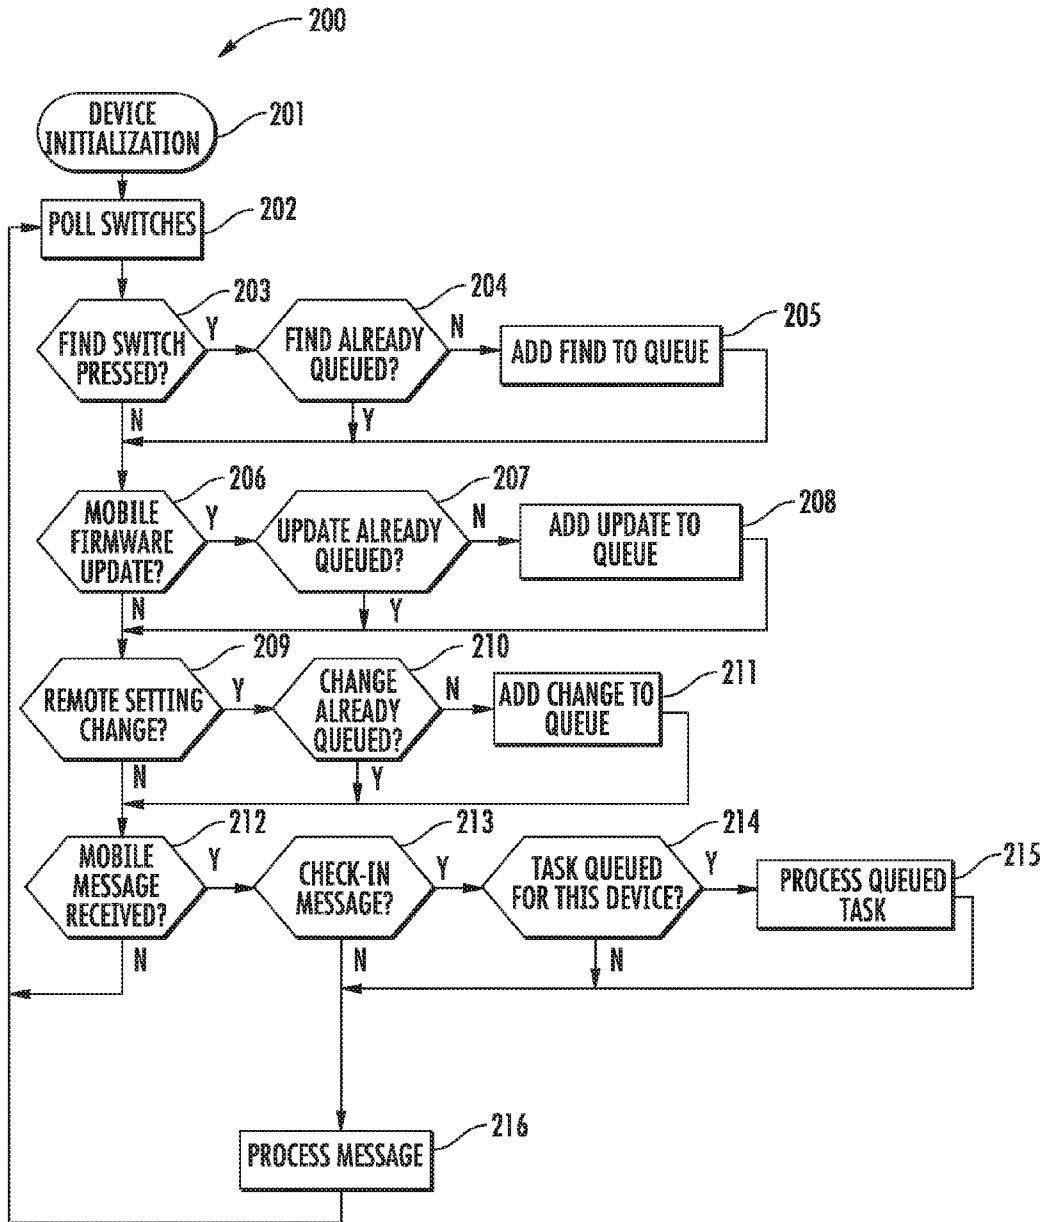 200
DEVICE
INITIALIZATION
201
POLL SWITCHES
202
203
FIND SWITCH
PRESSED?
Y
N
204
FIND ALREADY
QUEUED?
N
Y
205
ADD FIND TO QUEUE
206
MOBILE
FIRMWARE
UPDATE?
Y
N
207
UPDATE ALREADY
QUEUED?
N
Y
208
ADD UPDATE TO
QUEUE
209
REMOTE SETTING
CHANGE?
Y
N
210
CHANGE
ALREADY
QUEUED?
N
Y
211
ADD CHANGE TO
QUEUE
212
MOBILE
MESSAGE
RECEIVED?
Y
N
213
CHECK-IN
MESSAGE?
Y
N
214
TASK QUEUED
FOR THIS DEVICE?
Y
N
215
PROCESS QUEUED
TASK
216
PROCESS MESSAGE